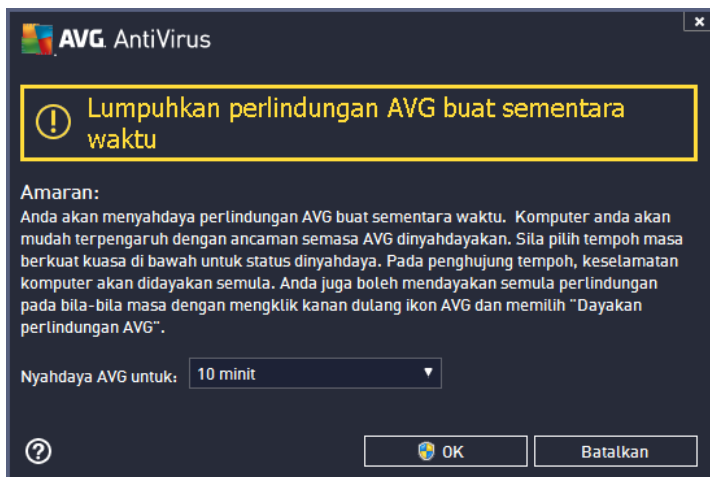 AVG AntiVirus
x
Lumpuhkan perlindungan AVG buat sementara
waktu
Amaran:
Anda akan menyahdaya perlindungan AVG buat sementara waktu. Komputer anda akan
mudah terpengaruh dengan ancaman semasa AVG dinyahdayakan. Sila pilih tempoh masa
berkuat kuasa di bawah untuk status dinyahdaya. Pada penghujung tempoh, keselamatan
komputer akan didayakan semula. Anda juga boleh mendayakan semula perlindungan
pada bila-bila masa dengan mengklik kanan dulang ikon AVG dan memilih "Dayakan
perlindungan AVG".
Nyahdaya AVG untuk: 10 minit
OK Batalkan